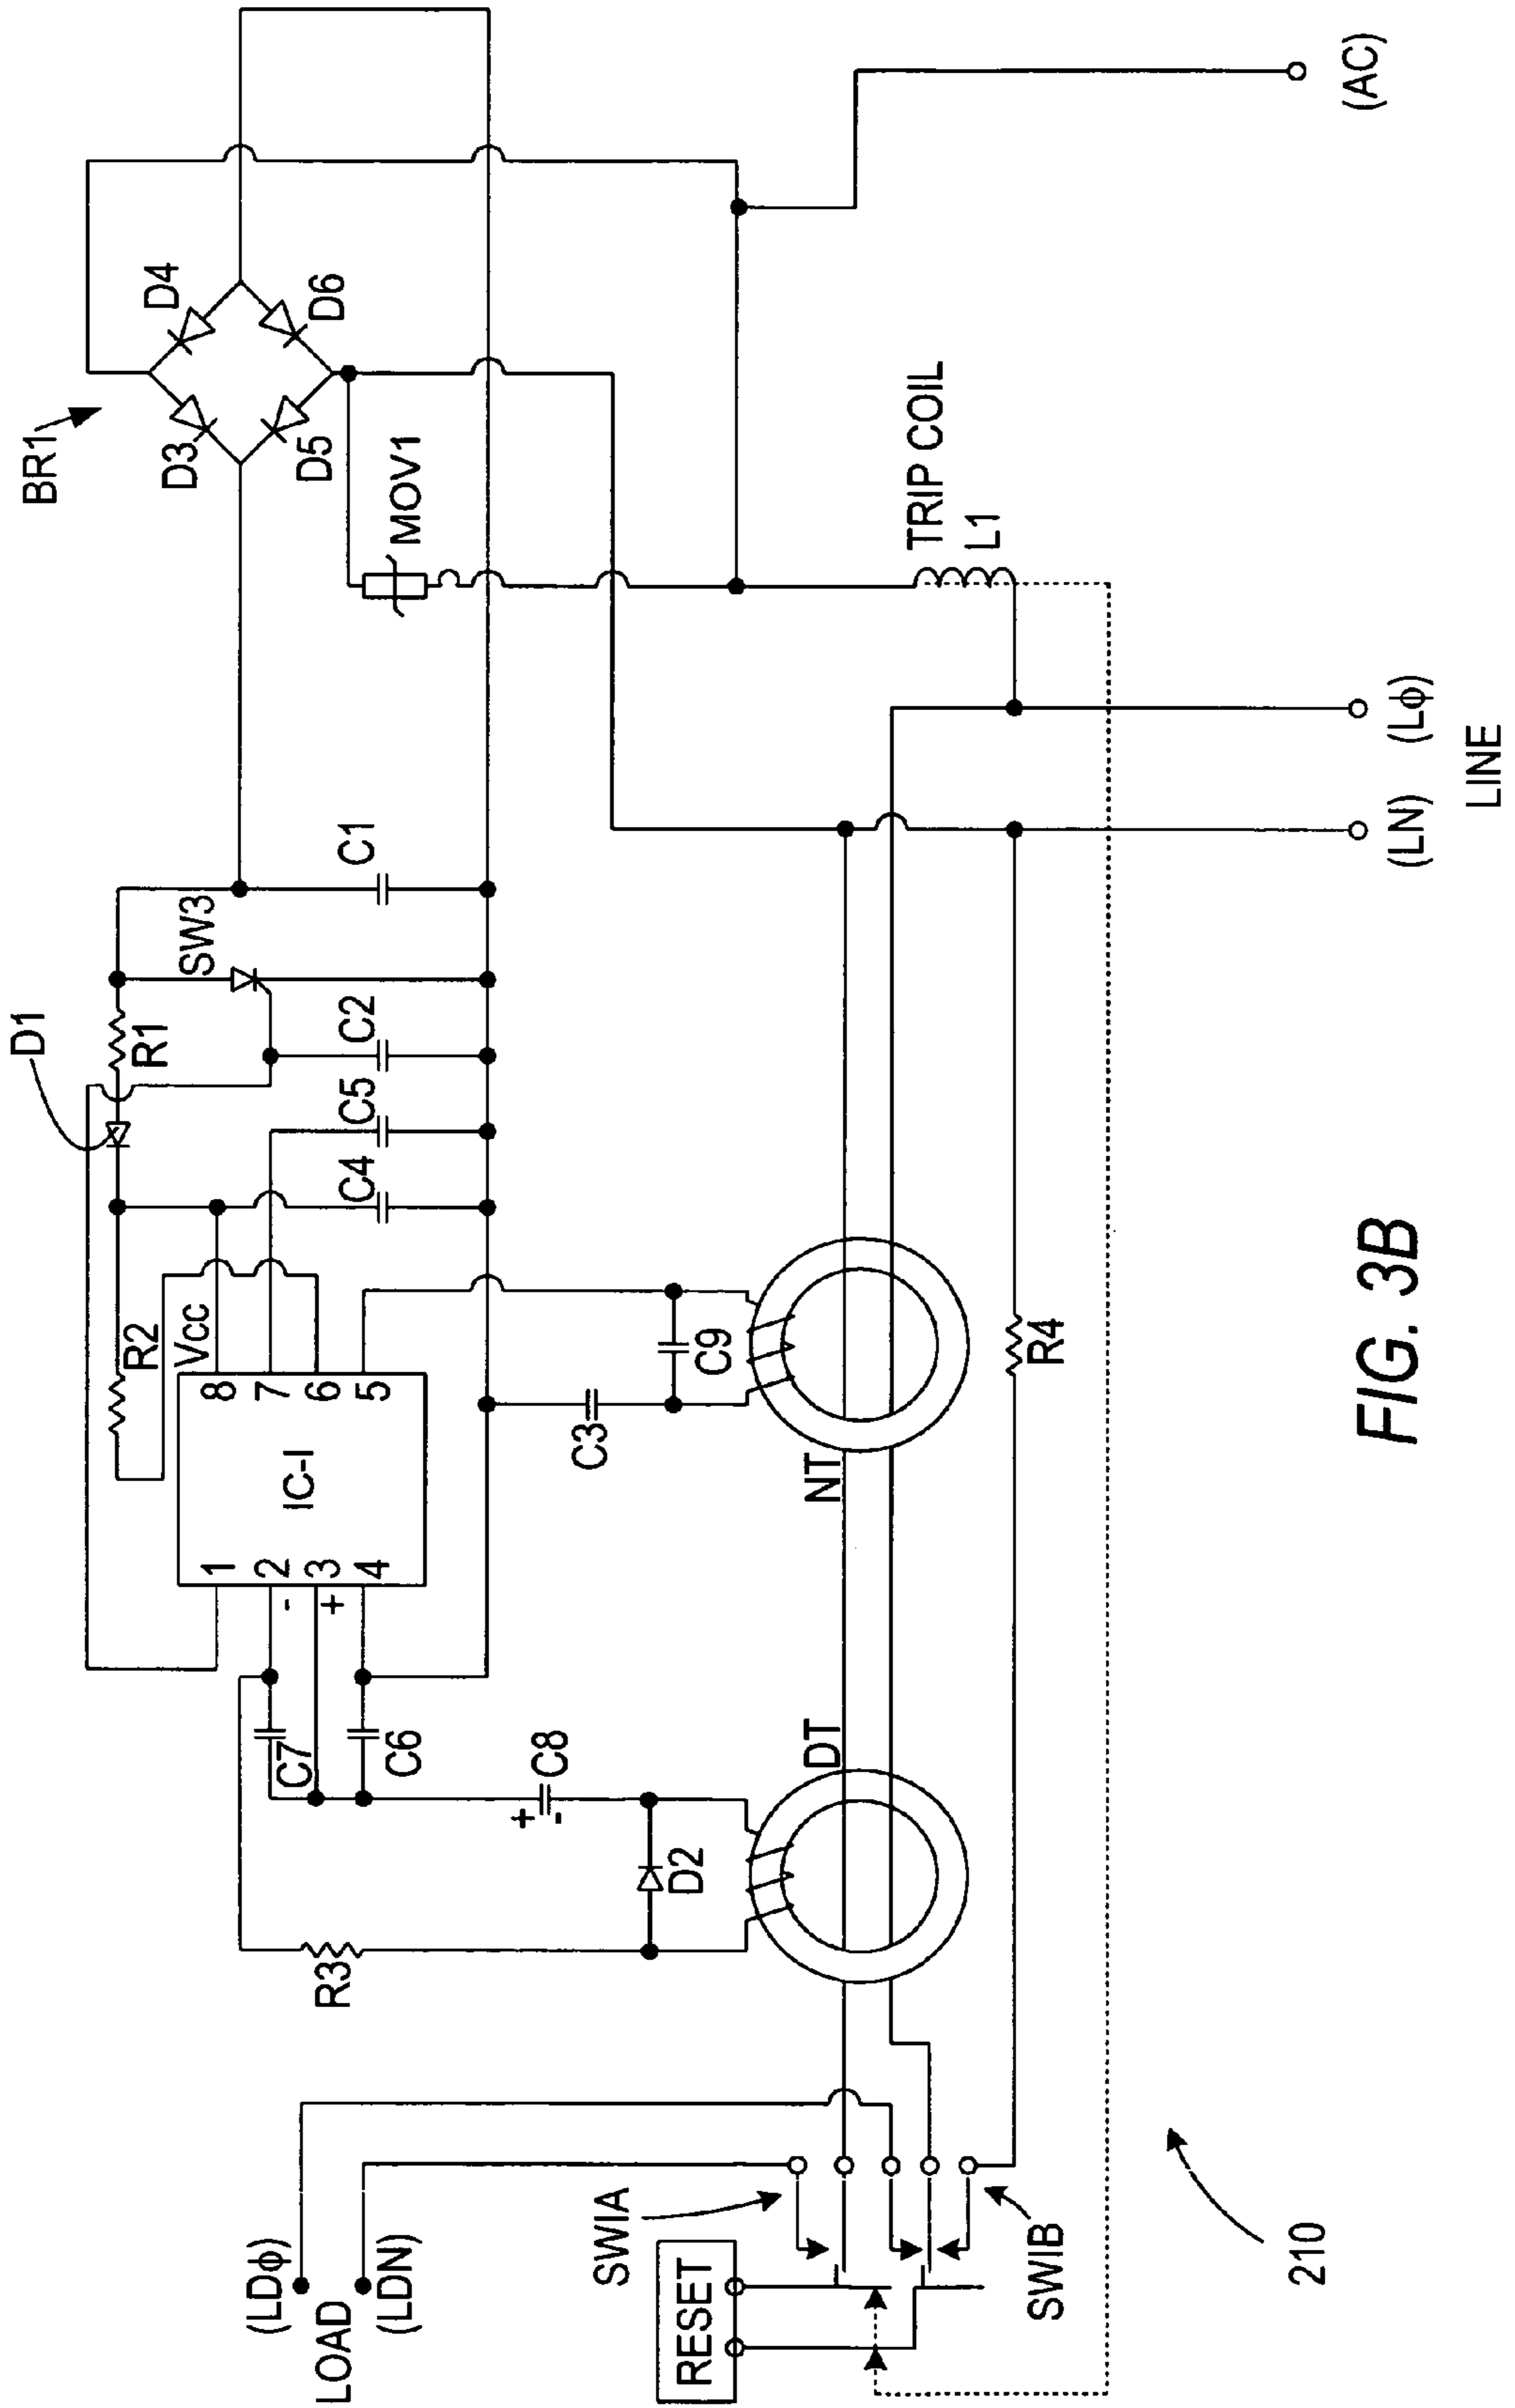 (LDϕ)
LOAD
(LDN)
RESET
SWIA
SWIB
210
R3
C7
C6
C8
+
-
D2
DT
1
2
3
4
-
+
IC-I
8
7
6
5
Vcc
R2
D1
R1
SW3
C4
C5
C2
C1
C3
C9
NT
R4
BR1
D3
D4
D5
D6
MOV1
TRIP COIL
L1
(LN)
(Lϕ)
LINE
(AC)
FIG. 3B